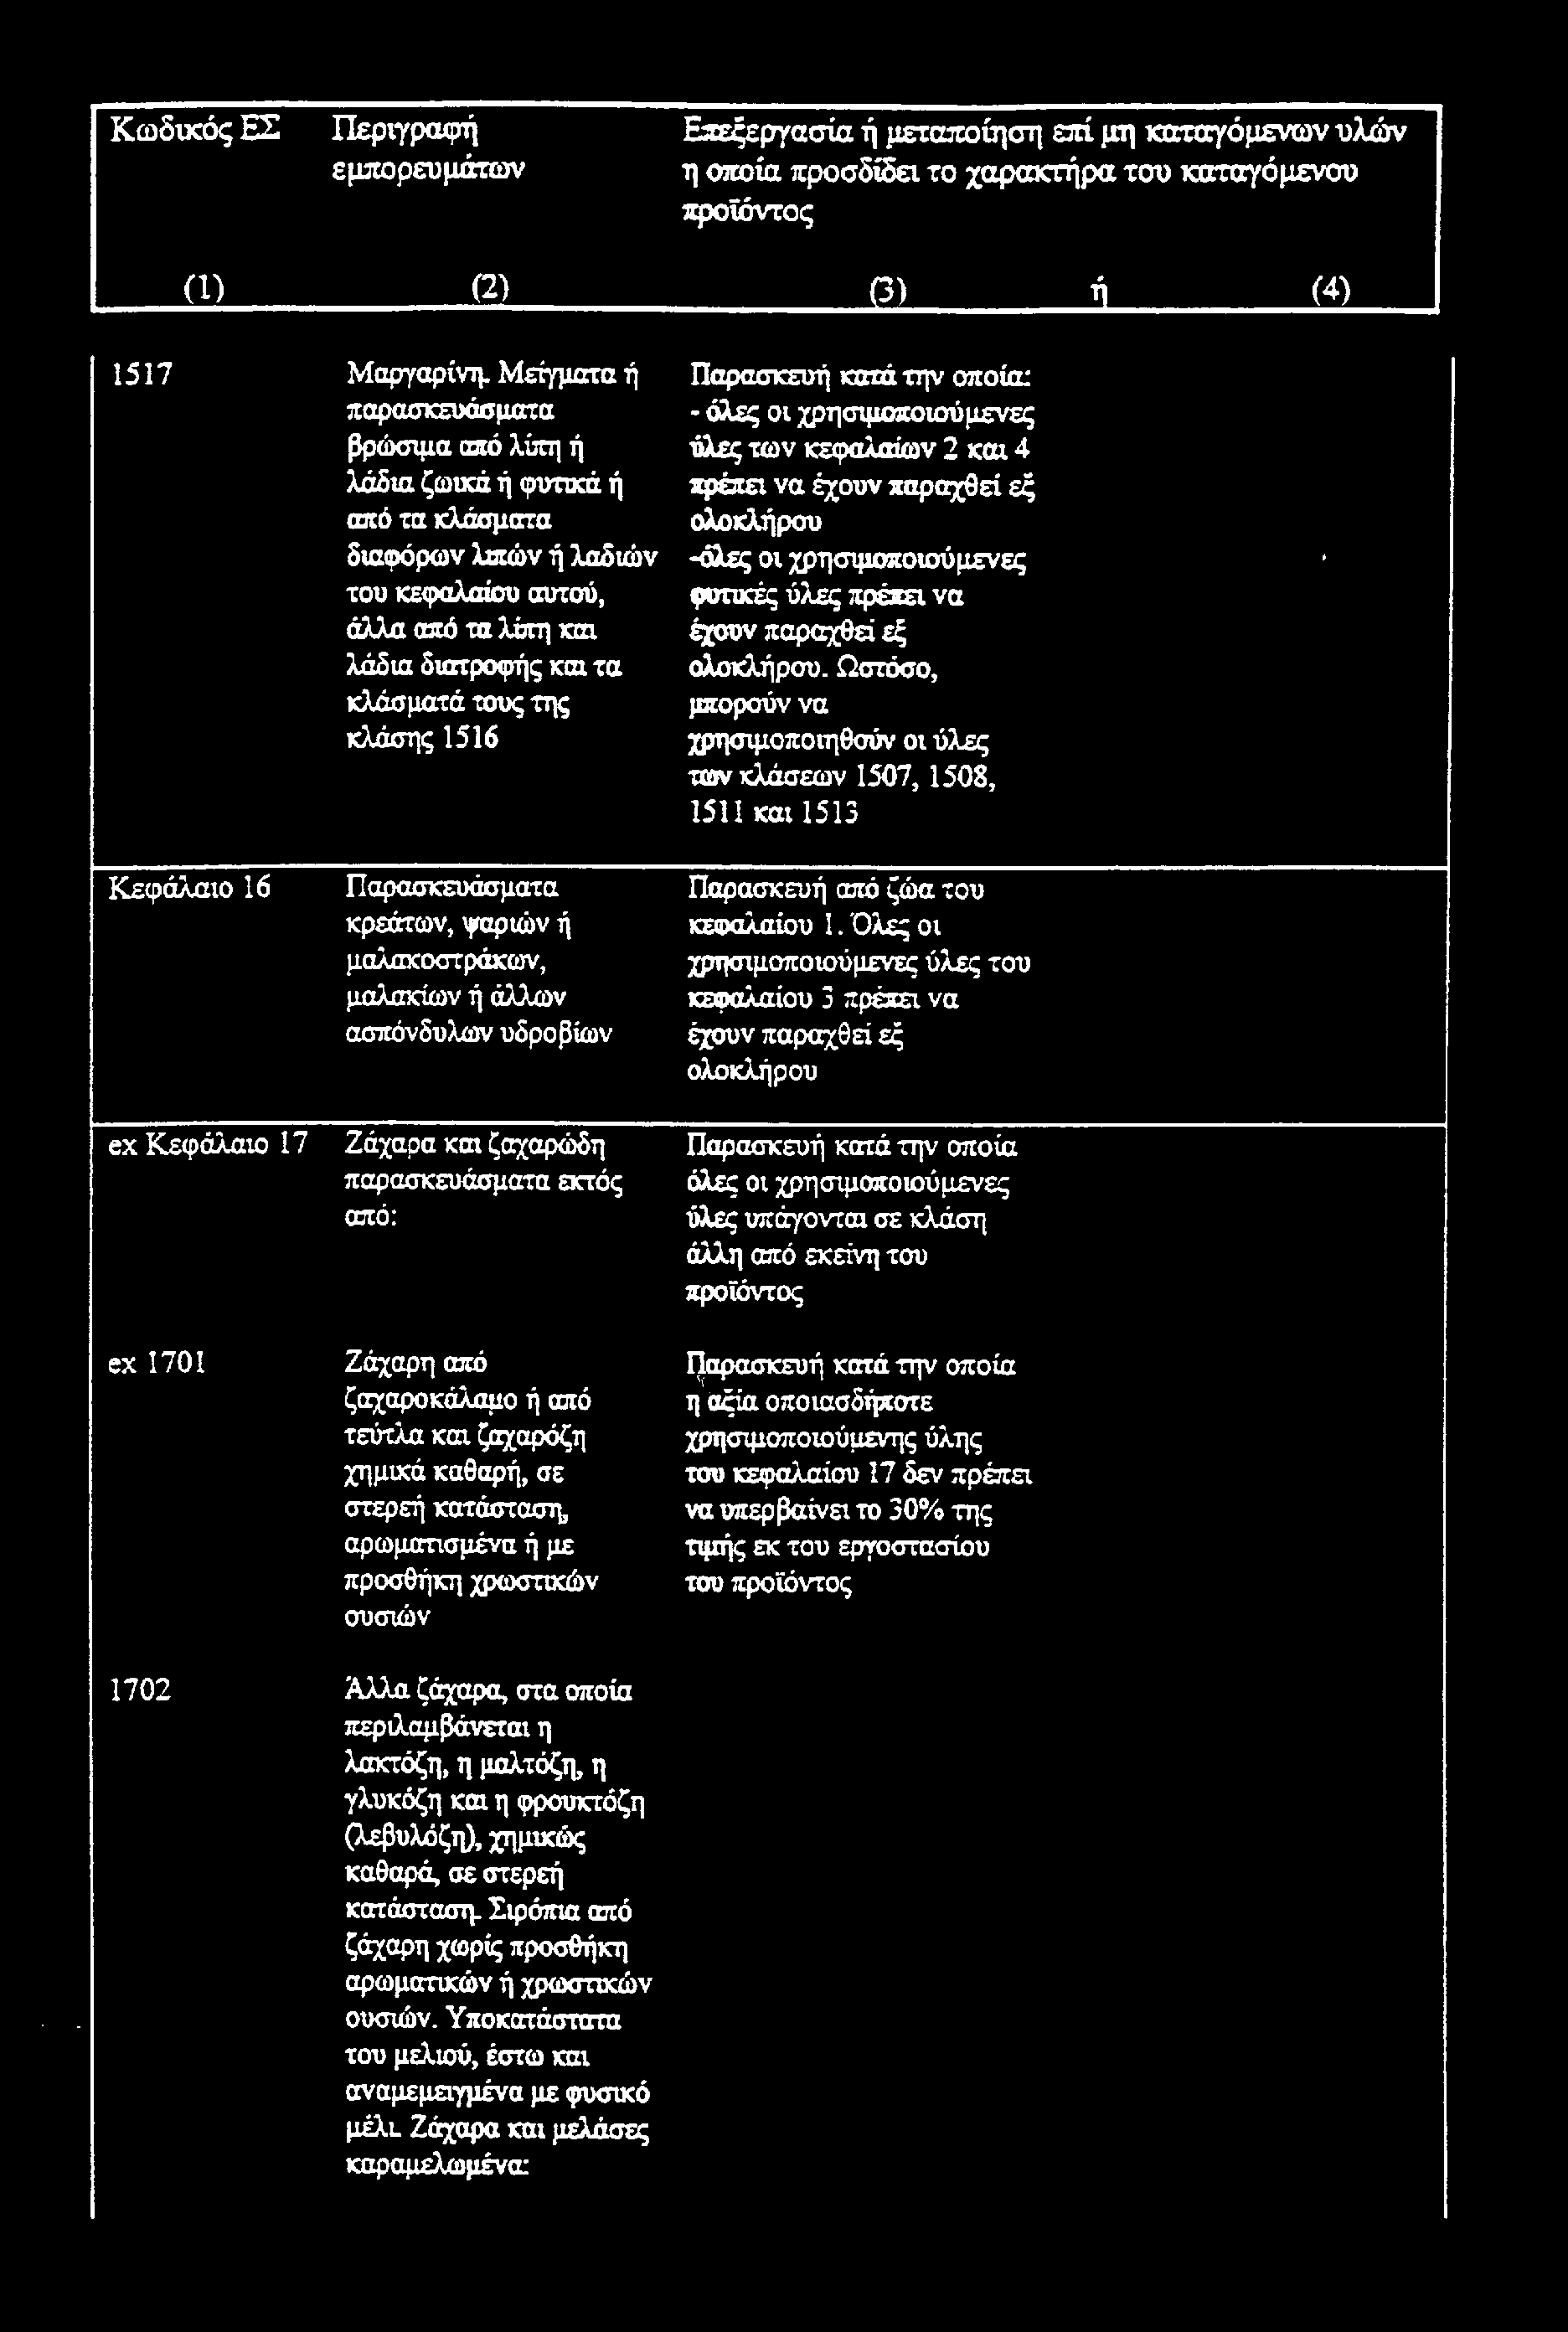 Κωδικός ΕΣ
Περιγραφή
εμπορευμάτων
Επεξεργασία ή μεταποίηση επί μη καταγόμενων υλών
η οποία προσδίδει το χαρακτήρα του καταγόμενου
προϊόντος
(1) (2) (3) ή (4)
1517
Μαργαρίνη. Μείγματα ή
παρασκευάσματα
βρώσιμα από λίπη ή
λάδια ζωικά ή φυτικά ή
από τα κλάσματα
διαφόρων λιπών ή λαδιών
του κεφαλαίου αυτού,
άλλα από τα λίπη και
λάδια διατροφής και τα
κλάσματά τους της
κλάσης 1516
Παρασκευή κατά την οποία:
- όλες οι χρησιμοποιούμενες
ύλες των κεφαλαίων 2 και 4
πρέπει να έχουν παραχθεί εξ
ολοκλήρου
-όλες οι χρησιμοποιούμενες
φυτικές ύλες πρέπει να
έχουν παραχθεί εξ
ολοκλήρου. Ωστόσο,
μπορούν να
χρησιμοποιηθούν οι ύλες
των κλάσεων 1507, 1508,
1511 και 1513
Κεφάλαιο 16
Παρασκευάσματα
κρεάτων, ψαριών ή
μαλακοστράκων,
μαλακίων ή άλλων
ασπόνδυλων υδροβίων
Παρασκευή από ζώα του
κεφαλαίου 1. Όλες οι
χρησιμοποιούμενες ύλες του
κεφαλαίου 3 πρέπει να
έχουν παραχθεί εξ
ολοκλήρου
ex Κεφάλαιο 17
Ζάχαρα και ζαχαρώδη
παρασκευάσματα εκτός
από:
Παρασκευή κατά την οποία
όλες οι χρησιμοποιούμενες
ύλες υπάγονται σε κλάση
άλλη από εκείνη του
προϊόντος
ex 1701
Ζάχαρη από
ζαχαροκάλαμο ή από
τεύτλα και ζαχαρόζη
χημικά καθαρή, σε
στερεή κατάσταση,
αρωματισμένα ή με
προσθήκη χρωστικών
ουσιών
Παρασκευή κατά την οποία
η αξία οποιασδήποτε
χρησιμοποιούμενης ύλης
του κεφαλαίου 17 δεν πρέπει
να υπερβαίνει το 30% της
τιμής εκ του εργοστασίου
του προϊόντος
1702
Άλλα ζάχαρα, στα οποία
περιλαμβάνεται η
λακτόζη, η μαλτόζη, η
γλυκόζη και η φρουκτόζη
(λεβυλόζη), χημικώς
καθαρά, σε στερεή
κατάσταση. Σιρόπια από
ζάχαρη χωρίς προσθήκη
αρωματικών ή χρωστικών
ουσιών. Υποκατάστατα
του μελιού, έστω και
αναμεμειγμένα με φυσικό
μέλι. Ζάχαρα και μελάσες
καραμελωμένα: